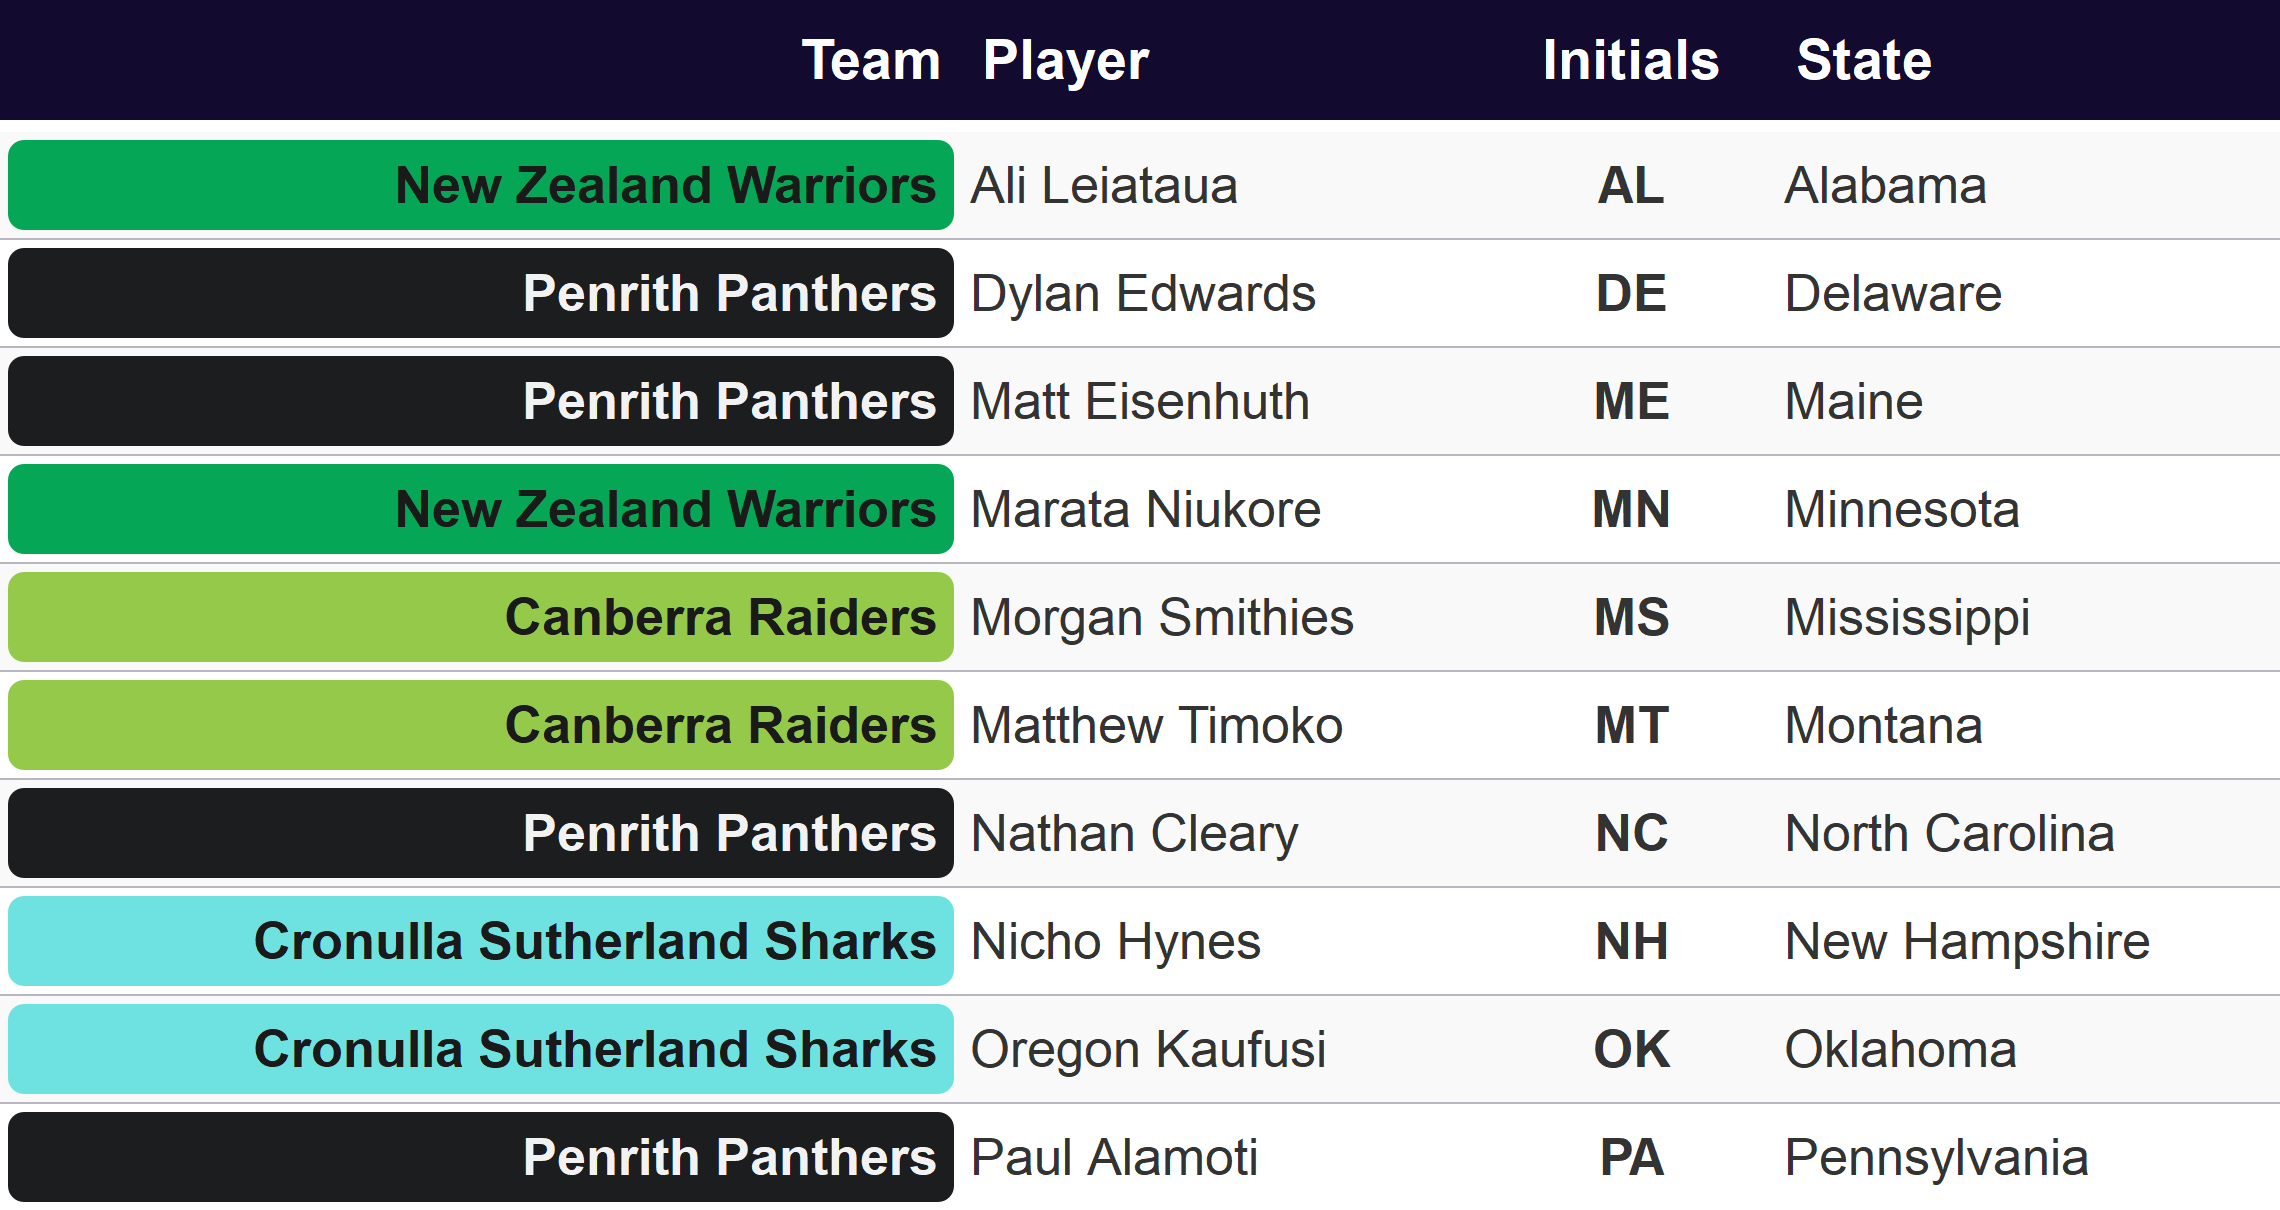 Team Player Initials State
New Zealand Warriors Ali Leiataua AL Alabama
Penrith Panthers Dylan Edwards DE Delaware
Penrith Panthers Matt Eisenhuth ME Maine
New Zealand Warriors Marata Niukore MN Minnesota
Canberra Raiders Morgan Smithies MS Mississippi
Canberra Raiders Matthew Timoko MT Montana
Penrith Panthers Nathan Cleary NC North Carolina
Cronulla Sutherland Sharks Nicho Hynes NH New Hampshire
Cronulla Sutherland Sharks Oregon Kaufusi OK Oklahoma
Penrith Panthers Paul Alamoti PA Pennsylvania